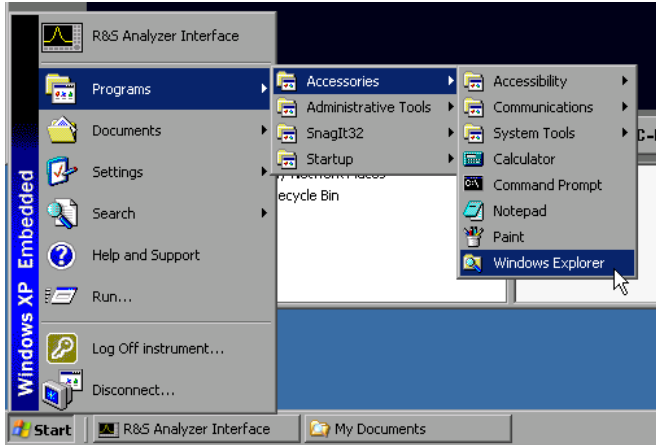 R&S Analyzer Interface
Programs
Documents
Settings
Search
Help and Support
Run...
Log Off instrument...
Disconnect...
Windows XP Embedded
Accessories
Administrative Tools
SnagIt32
Startup
Accessibility
Communications
System Tools
Calculator
Command Prompt
Notepad
Paint
Windows Explorer
ecycle Bin
Start
R&S Analyzer Interface
My Documents